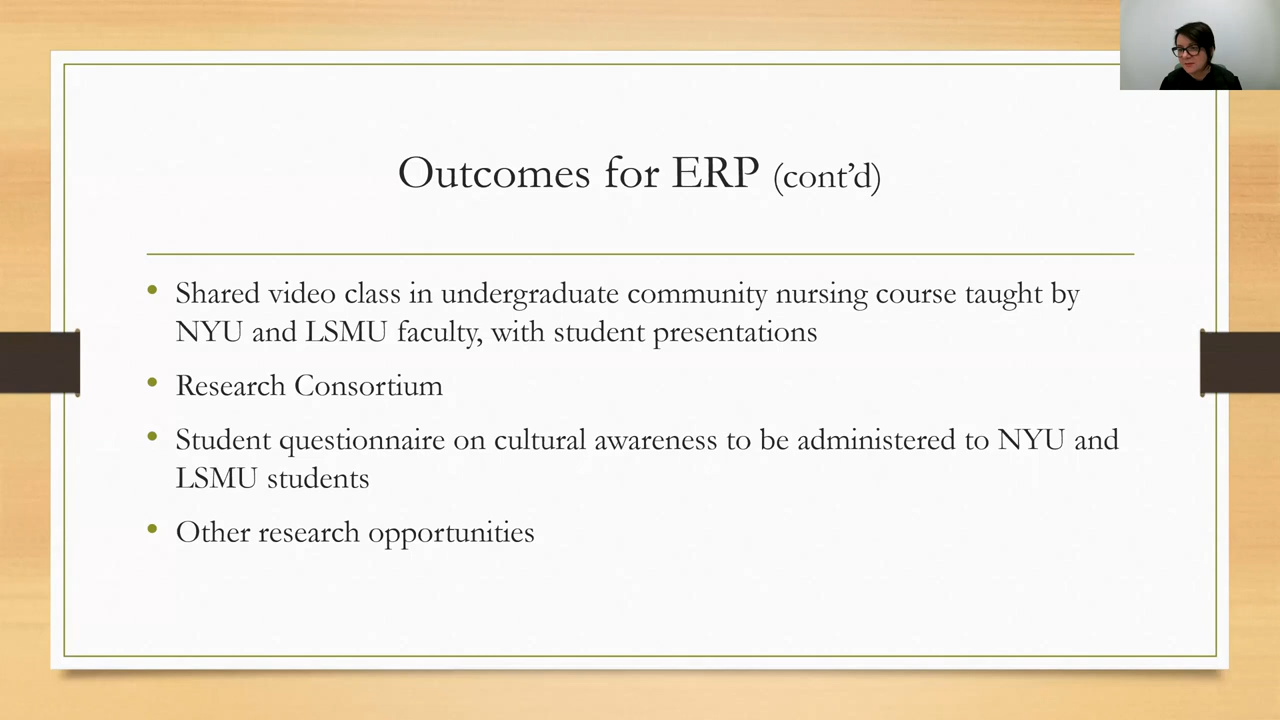 Outcomes for ERP (cont’d)
• Shared video class in undergraduate community nursing course taught by
NYU and LSMU faculty, with student presentations
• Research Consortium
• Student questionnaire on cultural awareness to be administered to NYU and
LSMU students
• Other research opportunities